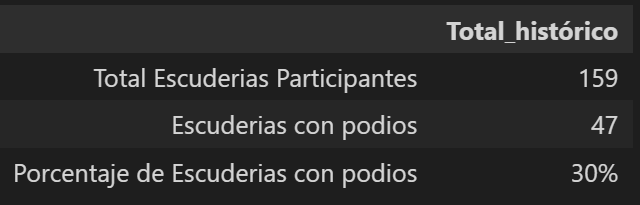 Total_histórico
Total Escuderias Participantes 159
Escuderias con podios 47
Porcentaje de Escuderias con podios 30%